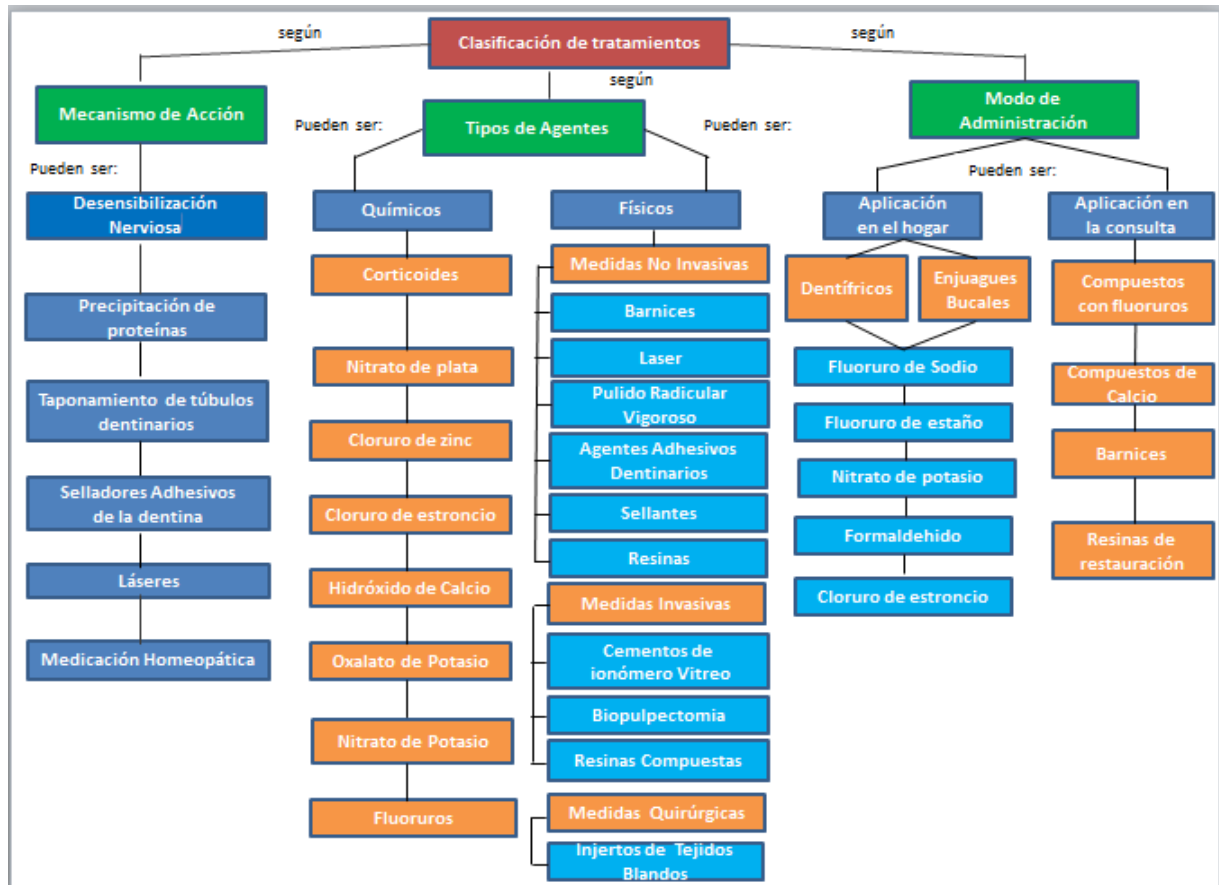 Clasificación de tratamientos
según
según
según
Mecanismo de Acción
Pueden ser:
Desensibilización
Nerviosa
Precipitación de
proteínas
Taponamiento de túbulos
dentinarios
Selladores Adhesivos
de la dentina
Láseres
Medicación Homeopática
Tipos de Agentes
Pueden ser:
Pueden ser:
Químicos
Corticoides
Nitrato de plata
Cloruro de zinc
Cloruro de estroncio
Hidróxido de Calcio
Oxalato de Potasio
Nitrato de Potasio
Fluoruros
Físicos
Medidas No Invasivas
Barnices
Laser
Pulido Radicular
Vigoroso
Agentes Adhesivos
Dentinarios
Sellantes
Resinas
Medidas Invasivas
Cementos de
ionómero Vitreo
Biopulpectomia
Resinas Compuestas
Medidas Quirúrgicas
Injertos de Tejidos
Blandos
Modo de
Administración
Pueden ser:
Aplicación
en el hogar
Dentífricos
Enjuagues
Bucales
Fluoruro de Sodio
Fluoruro de estaño
Nitrato de potasio
Formaldehido
Cloruro de estroncio
Aplicación en
la consulta
Compuestos
con fluoruros
Compuestos de
Calcio
Barnices
Resinas de
restauración